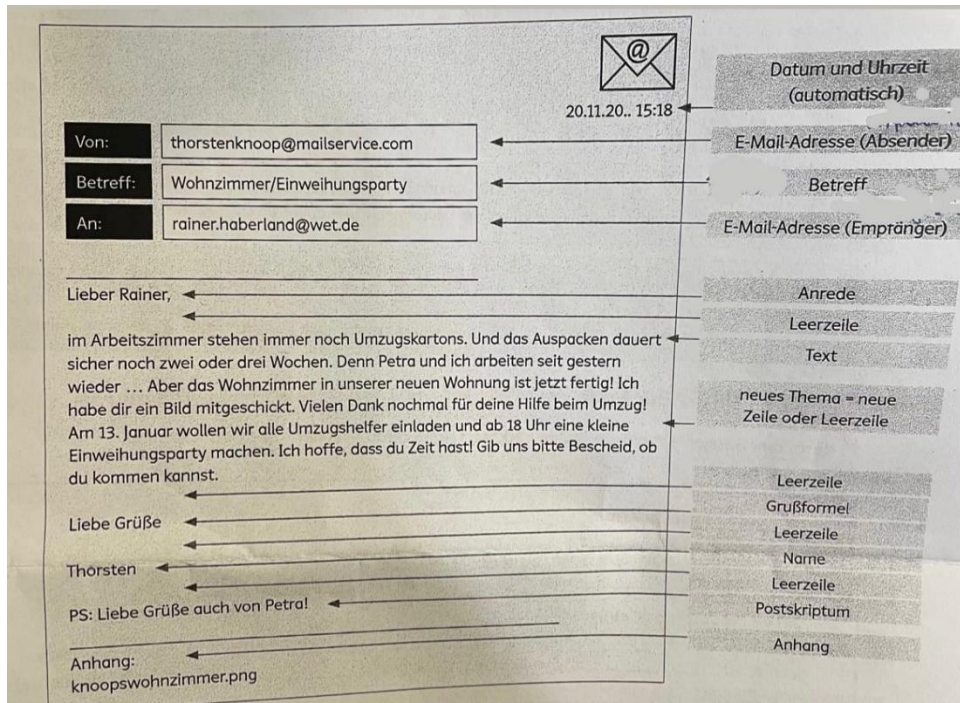 @
Datum und Uhrzeit
(automatisch)
20.11.20.. 15:18
Von: thorstenknoop@mailservice.com
E-Mail-Adresse (Absender)
Betreff: Wohnzimmer/Einweihungsparty
Betreff
An: rainer.haberland@wet.de
E-Mail-Adresse (Empränger)
Lieber Rainer,
Anrede
Leerzeile
im Arbeitszimmer stehen immer noch Umzugskartons. Und das Auspacken dauert
Text
sicher noch zwei oder drei Wochen. Denn Petra und ich arbeiten seit gestern
wieder ... Aber das Wohnzimmer in unserer neuen Wohnung ist jetzt fertig! Ich
habe dir ein Bild mitgeschickt. Vielen Dank nochmal für deine Hilfe beim Umzug!
neues Thema = neue
Zeile oder Leerzeile
Am 13. Januar wollen wir alle Umzugshelfer einladen und ab 18 Uhr eine kleine
Einweihungsparty machen. Ich hoffe, dass du Zeit hast! Gib uns bitte Bescheid, ob
du kommen kannst.
Leerzeile
Liebe Grüße
Grußformel
Leerzeile
Thorsten
Name
Leerzeile
PS: Liebe Grüße auch von Petra!
Postskriptum
Anhang:
knoopswohnzimmer.png
Anhang